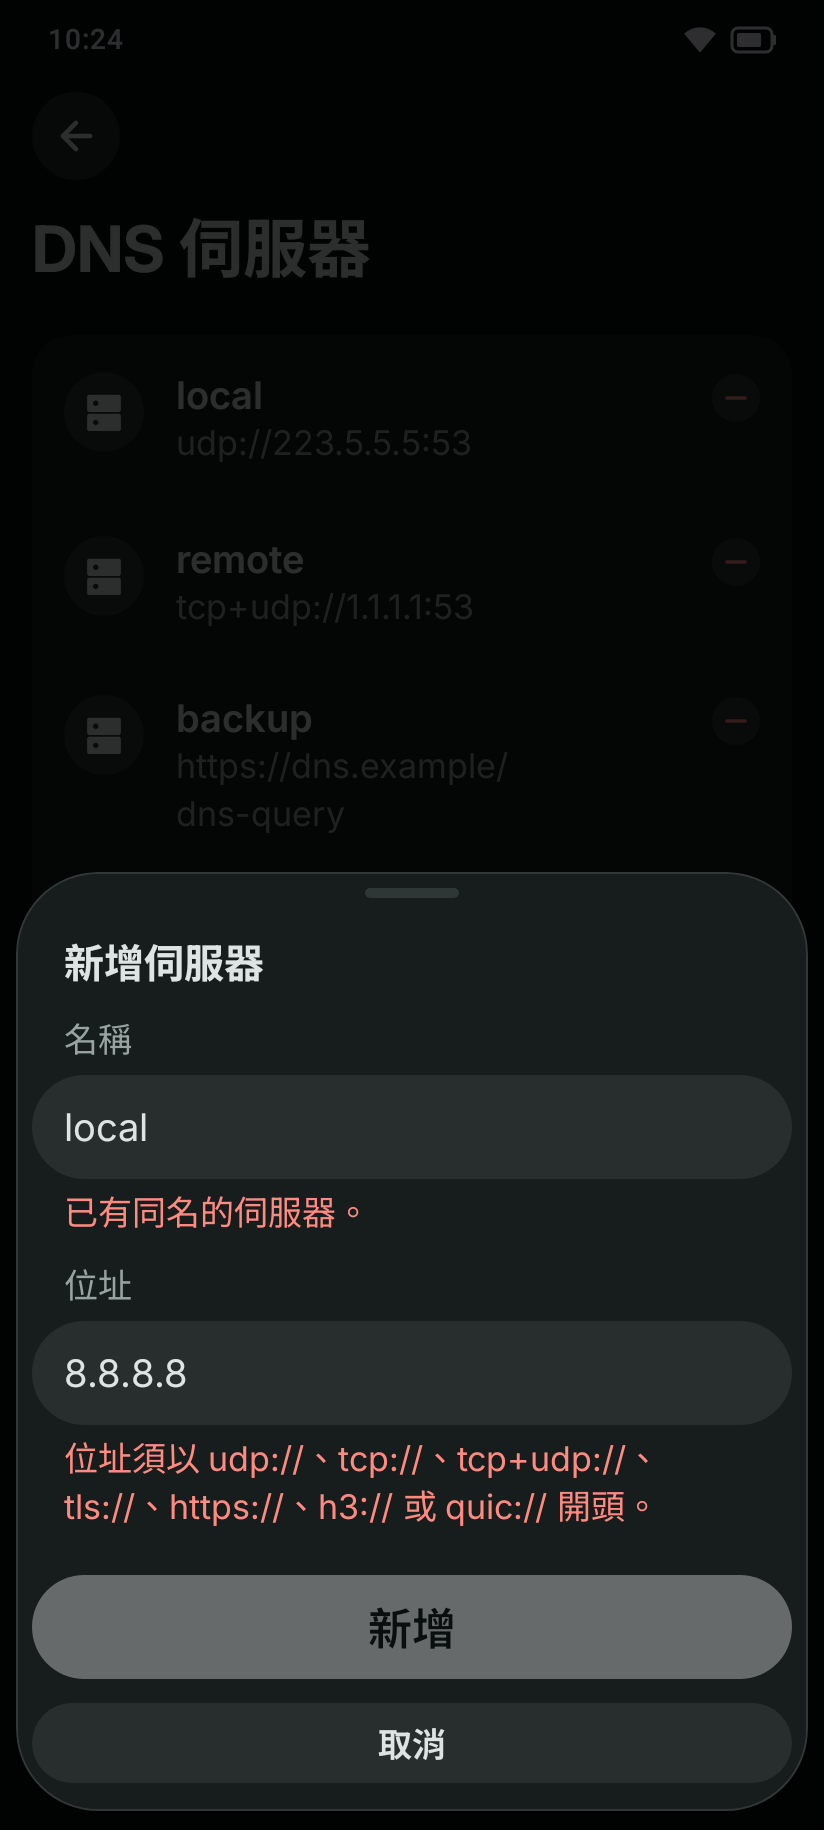 10:24
DNS 伺服器
local
udp://223.5.5.5:53
remote
tcp+udp://1.1.1.1:53
backup
https://dns.example/
dns-query
新增伺服器
名稱
local
已有同名的伺服器。
位址
8.8.8.8
位址須以 udp://、tcp://、tcp+udp://、
tls://、https://、h3:// 或 quic:// 開頭。
新增
取消